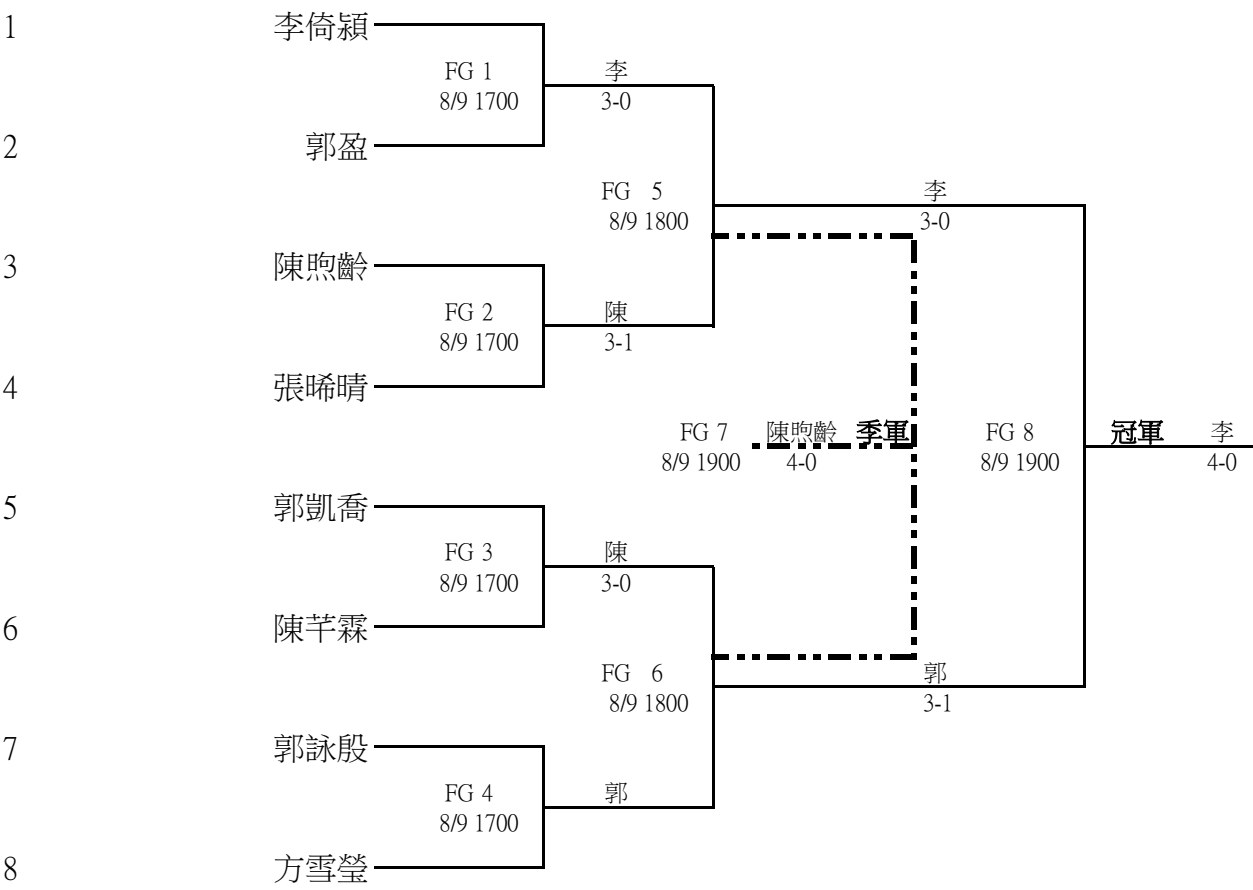 1 李倚潁
FG 1 李
8/9 1700 3-0
2 郭盈
FG 5 李
8/9 1800 3-0
3 陳煦齡
FG 2 陳
8/9 1700 3-1
4 張晞晴
FG 7 陳煦齡 季軍 FG 8 冠軍 李
8/9 1900 4-0 8/9 1900 4-0
5 郭凱喬
FG 3 陳
8/9 1700 3-0
6 陳芊霖
FG 6 郭
8/9 1800 3-1
7 郭詠殷
FG 4 郭
8/9 1700
8 方雪瑩